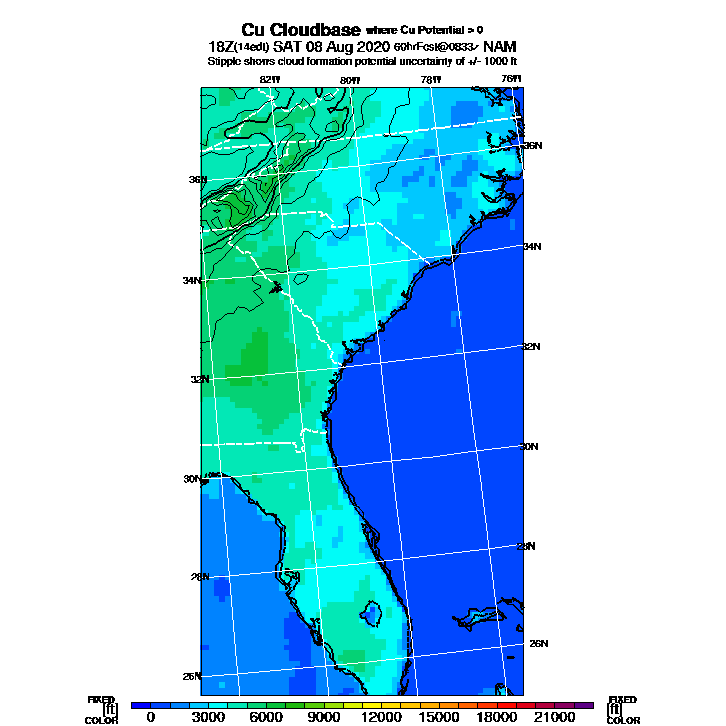 Cu Cloudbase where Cu Potential > 0
18Z(14edt) SAT 08 Aug 2020 60hrFcst@0833z NAM
Stipple shows cloud formation potential uncertainty of +/- 1000 ft
82W 80W 78W 76W
36N
36N
34N
34N
32N
32N
30N
30N
28N
28N
26N
26N
FIXED FIXED
[ft] [ft]
COLOR COLOR
0 3000 6000 9000 12000 15000 18000 21000